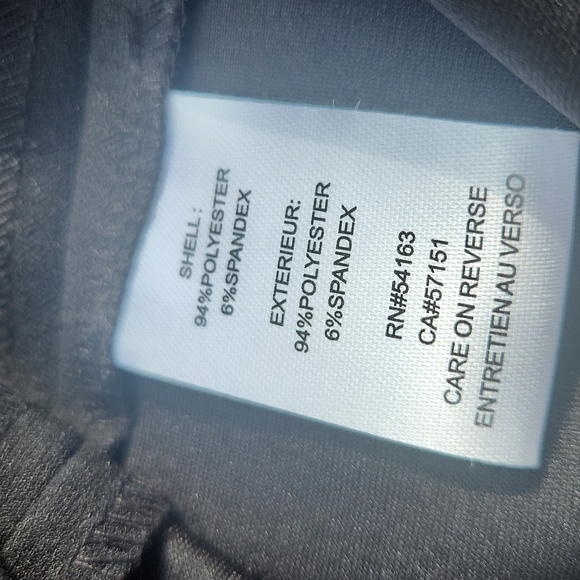 SHELL:
94%POLYESTER
6%SPANDEX
EXTERIEUR:
94%POLYESTER
6%SPANDEX
RN#54163
CA#57151
CARE ON REVERSE
ENTRETIEN AU VERSO